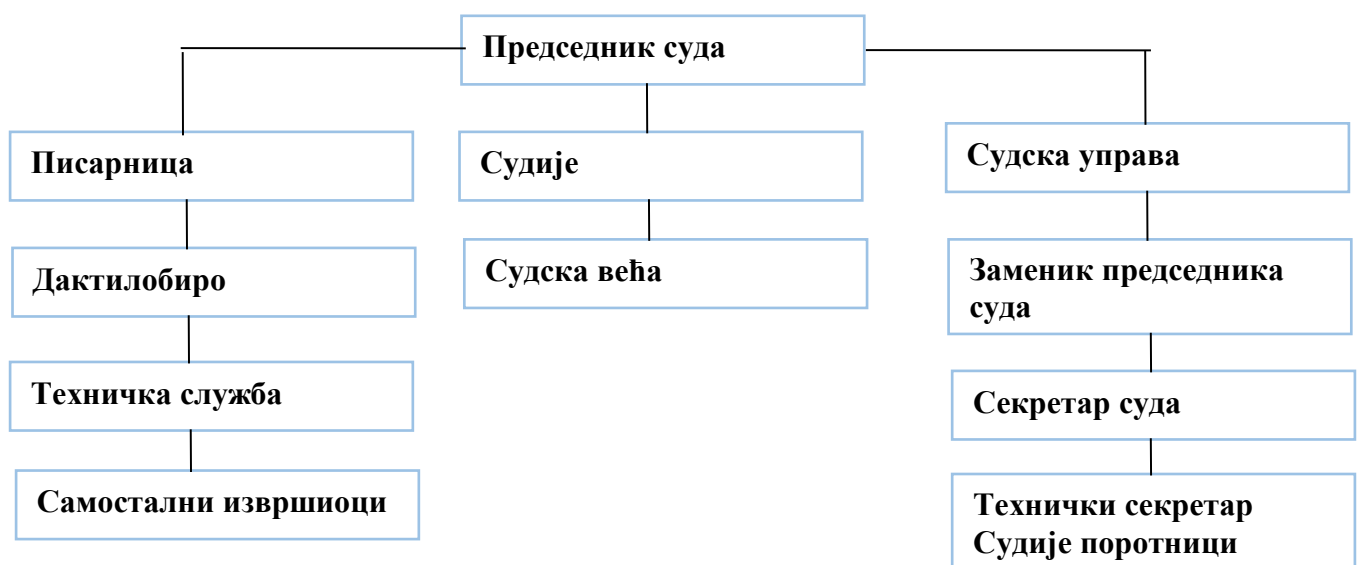 Председник суда
Писарница
Судије
Судска управа
Дактилобиро
Судска већа
Заменик председника
суда
Техничка служба
Секретар суда
Самостални извршиоци
Технички секретар
Судије поротници